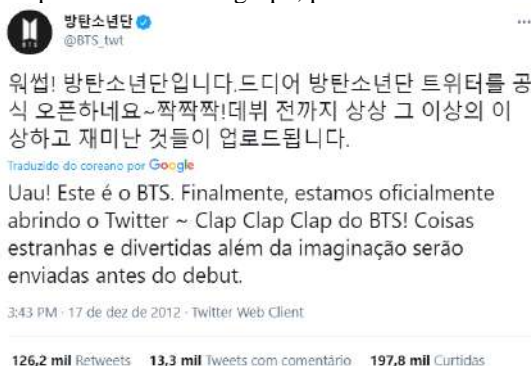 방탄소년단
BTS
@BTS_twt
워썹! 방탄소년단입니다.드디어 방탄소년단 트위터를 공
식 오픈하네요~짝짝짝!데뷔 전까지 상상 그 이상의 이
상하고 재미난 것들이 업로드됩니다.
Traduzido do coreano por Google
Uau! Este é o BTS. Finalmente, estamos oficialmente
abrindo o Twitter ~ Clap Clap Clap do BTS! Coisas
estranhas e divertidas além da imaginação serão
enviadas antes do debut.
3:43 PM · 17 de dez de 2012 · Twitter Web Client
126,2 mil Retweets 13,3 mil Tweets com comentário 197,8 mil Curtidas